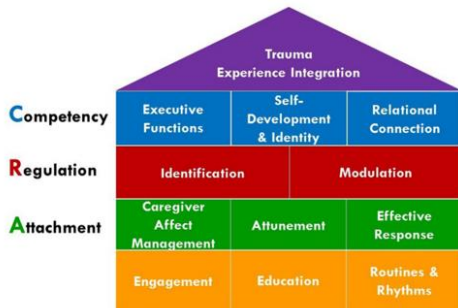 Trauma
Experience Integration
Competency
Executive
Functions
Self-
Development
& Identity
Relational
Connection
Regulation
Identification
Modulation
Attachment
Caregiver
Affect
Management
Attunement
Effective
Response
Engagement
Education
Routines &
Rhythms